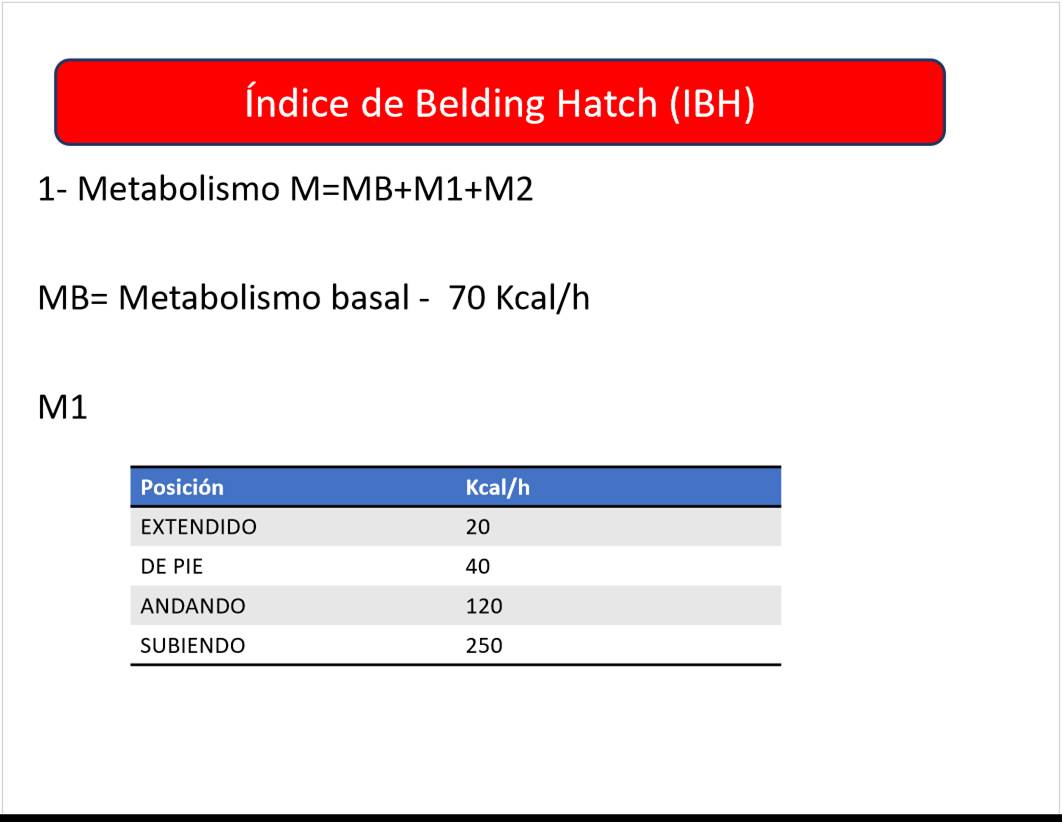 Índice de Belding Hatch (IBH)
1- Metabolismo M=MB+M1+M2
MB= Metabolismo basal - 70 Kcal/h
M1
Posición Kcal/h
EXTENDIDO 20
DE PIE 40
ANDANDO 120
SUBIENDO 250